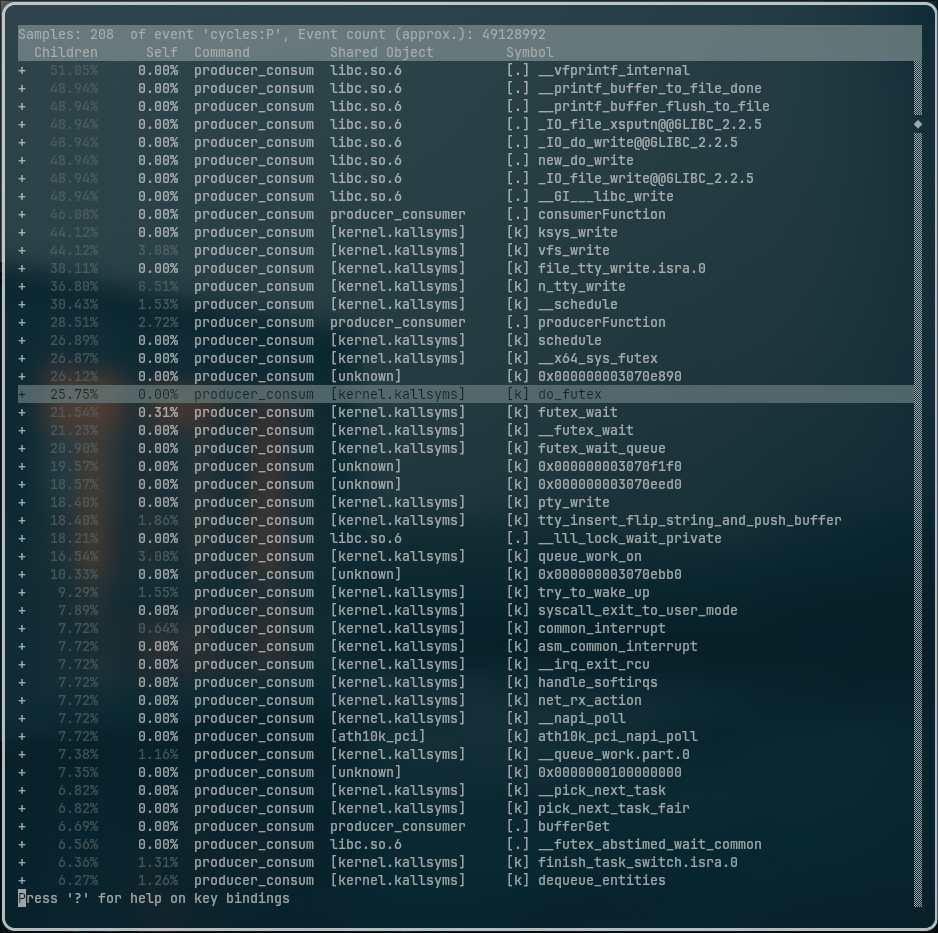 Samples: 208  of event 'cycles:P', Event count (approx.): 49128992
  Children      Self  Command       Shared Object         Symbol
+   51.05%     0.00%  producer_consum  libc.so.6             [.] __vfprintf_internal
+   48.94%     0.00%  producer_consum  libc.so.6             [.] __printf_buffer_to_file_done
+   48.94%     0.00%  producer_consum  libc.so.6             [.] __printf_buffer_flush_to_file
+   48.94%     0.00%  producer_consum  libc.so.6             [.] _IO_file_xsputn@@GLIBC_2.2.5
+   48.94%     0.00%  producer_consum  libc.so.6             [.] _IO_do_write@@GLIBC_2.2.5
+   48.94%     0.00%  producer_consum  libc.so.6             [.] new_do_write
+   48.94%     0.00%  producer_consum  libc.so.6             [.] _IO_file_write@@GLIBC_2.2.5
+   48.94%     0.00%  producer_consum  libc.so.6             [.] __GI___libc_write
+   46.08%     0.00%  producer_consum  producer_consumer     [.] consumerFunction
+   44.12%     0.00%  producer_consum  [kernel.kallsyms]     [k] ksys_write
+   44.12%     3.08%  producer_consum  [kernel.kallsyms]     [k] vfs_write
+   38.11%     0.00%  producer_consum  [kernel.kallsyms]     [k] file_tty_write.isra.0
+   36.80%     8.51%  producer_consum  [kernel.kallsyms]     [k] n_tty_write
+   30.43%     1.53%  producer_consum  [kernel.kallsyms]     [k] __schedule
+   28.51%     2.72%  producer_consum  producer_consumer     [.] producerFunction
+   26.89%     0.00%  producer_consum  [kernel.kallsyms]     [k] schedule
+   26.87%     0.00%  producer_consum  [kernel.kallsyms]     [k] __x64_sys_futex
+   26.12%     0.00%  producer_consum  [unknown]             [k] 0x000000003070e890
+   25.75%     0.00%  producer_consum  [kernel.kallsyms]     [k] do_futex
+   21.54%     0.31%  producer_consum  [kernel.kallsyms]     [k] futex_wait
+   21.23%     0.00%  producer_consum  [kernel.kallsyms]     [k] __futex_wait
+   20.90%     0.00%  producer_consum  [kernel.kallsyms]     [k] futex_wait_queue
+   19.57%     0.00%  producer_consum  [unknown]             [k] 0x000000003070f1f0
+   18.57%     0.00%  producer_consum  [unknown]             [k] 0x000000003070eed0
+   18.40%     0.00%  producer_consum  [kernel.kallsyms]     [k] pty_write
+   18.40%     1.86%  producer_consum  [kernel.kallsyms]     [k] tty_insert_flip_string_and_push_buffer
+   18.21%     0.00%  producer_consum  libc.so.6             [.] __lll_lock_wait_private
+   16.54%     3.08%  producer_consum  [kernel.kallsyms]     [k] queue_work_on
+   10.33%     0.00%  producer_consum  [unknown]             [k] 0x000000003070ebb0
+    9.29%     1.55%  producer_consum  [kernel.kallsyms]     [k] try_to_wake_up
+    7.89%     0.00%  producer_consum  [kernel.kallsyms]     [k] syscall_exit_to_user_mode
+    7.72%     0.64%  producer_consum  [kernel.kallsyms]     [k] common_interrupt
+    7.72%     0.00%  producer_consum  [kernel.kallsyms]     [k] asm_common_interrupt
+    7.72%     0.00%  producer_consum  [kernel.kallsyms]     [k] __irq_exit_rcu
+    7.72%     0.00%  producer_consum  [kernel.kallsyms]     [k] handle_softirqs
+    7.72%     0.00%  producer_consum  [kernel.kallsyms]     [k] net_rx_action
+    7.72%     0.00%  producer_consum  [kernel.kallsyms]     [k] __napi_poll
+    7.72%     0.00%  producer_consum  [ath10k_pci]          [k] ath10k_pci_napi_poll
+    7.38%     1.16%  producer_consum  [kernel.kallsyms]     [k] __queue_work.part.0
+    7.35%     0.00%  producer_consum  [unknown]             [k] 0x0000000100000000
+    6.82%     0.00%  producer_consum  [kernel.kallsyms]     [k] __pick_next_task
+    6.82%     0.00%  producer_consum  [kernel.kallsyms]     [k] pick_next_task_fair
+    6.69%     0.00%  producer_consum  producer_consumer     [.] bufferGet
+    6.56%     0.00%  producer_consum  libc.so.6             [.] __futex_abstimed_wait_common
+    6.36%     1.31%  producer_consum  [kernel.kallsyms]     [k] finish_task_switch.isra.0
+    6.27%     1.26%  producer_consum  [kernel.kallsyms]     [k] dequeue_entities
Press '?' for help on key bindings